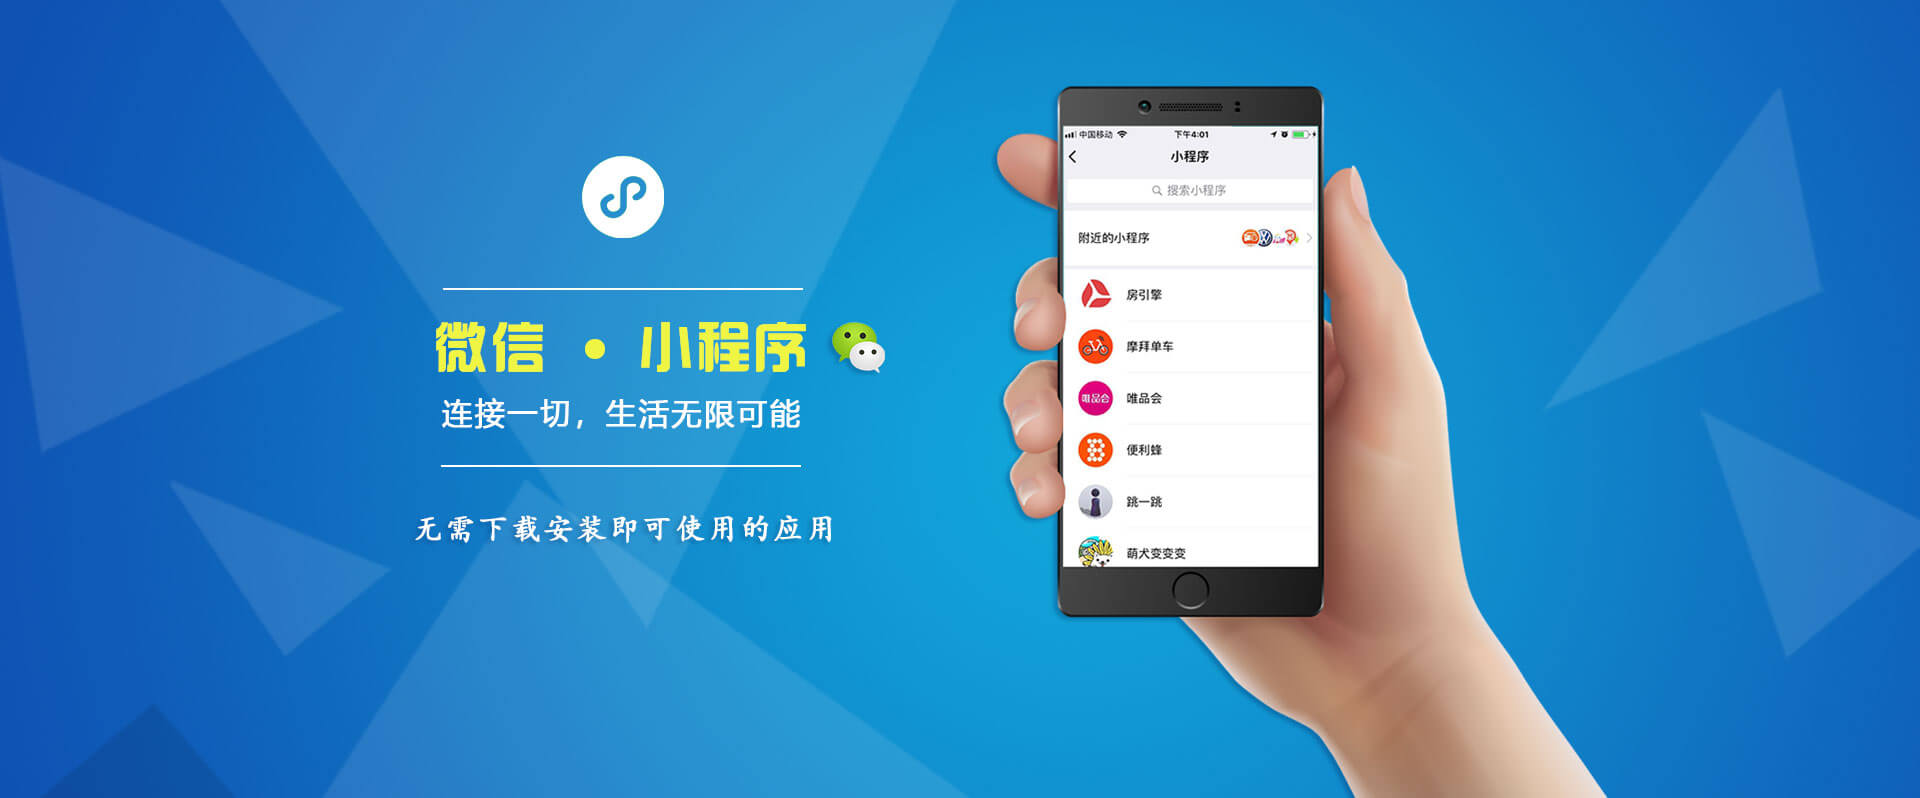 微信 · 小程序
连接一切，生活无限可能
无需下载安装即可使用的应用
中国移动 下午4:01
小程序
搜索小程序
附近的小程序
房引擎
摩拜单车
唯品会 唯品会
便利蜂
跳一跳
萌犬变变变